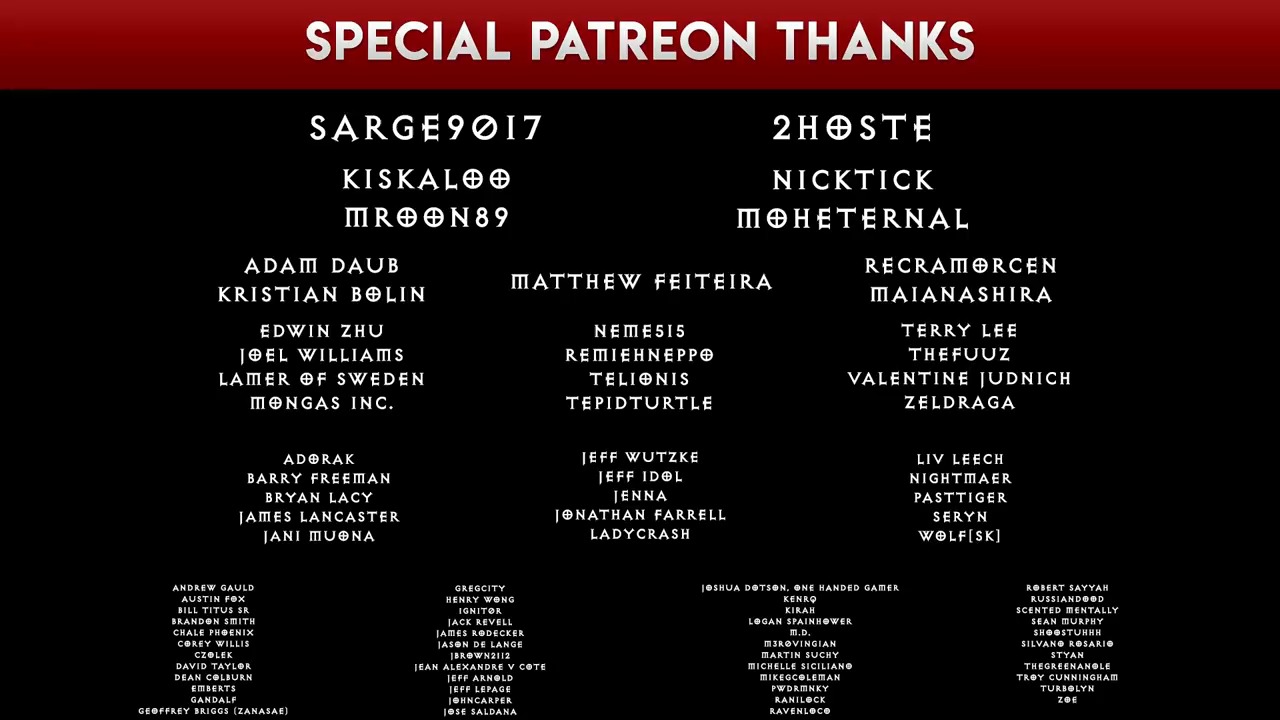 SPECIAL PATREON THANKS
SARGE9017
2HOSTE
KISKALOO
NICKTICK
MROON89
MOHETERNAL
ADAM DAUB
KRISTIAN BOLIN
MATTHEW FEITEIRA
RECRAMORCEN
MAIANASHIRA
EDWIN ZHU
JOEL WILLIAMS
LAMER OF SWEDEN
MONGAS INC.
NEME515
REMIEHNEPPO
TELIONIS
TEPIDTURTLE
TERRY LEE
THEFUUZ
VALENTINE JUDNICH
ZELDRAGA
ADORAK
BARRY FREEMAN
BRYAN LACY
JAMES LANCASTER
JANI MUONA
JEFF WUTZKE
JEFF IDOL
JENNA
JONATHAN FARRELL
LADYCRASH
LIV LEECH
NIGHTMAER
PASTTIGER
SERYN
WOLF[SK]
ANDREW GAULD
AUSTIN FOX
BILL TITUS SR
BRANDON SMITH
CHALE PHOENIX
COREY WILLIS
CZOLEK
DAVID TAYLOR
DEAN COLBURN
EMBERTS
GANDALF
GEOFFREY BRIGGS (ZANASAE)
GREGCITY
HENRY WONG
IGNIT0R
JACK REVELL
JAMES RODECKER
JASON DE LANGE
JBROWN2112
JEAN ALEXANDRE V COTE
JEFF ARNOLD
JEFF LEPAGE
JOHNCARPER
JOSE SALDANA
JOSHUA DOTSON, ONE HANDED GAMER
KENRQ
KIRAH
LOGAN SPAINHOWER
M.D.
M3R0VINGIAN
MARTIN SUCHY
MICHELLE SICILIANO
MIKEGCOLEMAN
PWDRMNKY
RANILOCK
RAVENLOCO
ROBERT SAYYAH
RUSSIANDOOD
SCENTED MENTALLY
SEAN MURPHY
SHOOSTUHHH
SILVANO ROSARIO
STYAN
THEGREENANOLE
TROY CUNNINGHAM
TURBOLYN
ZOE